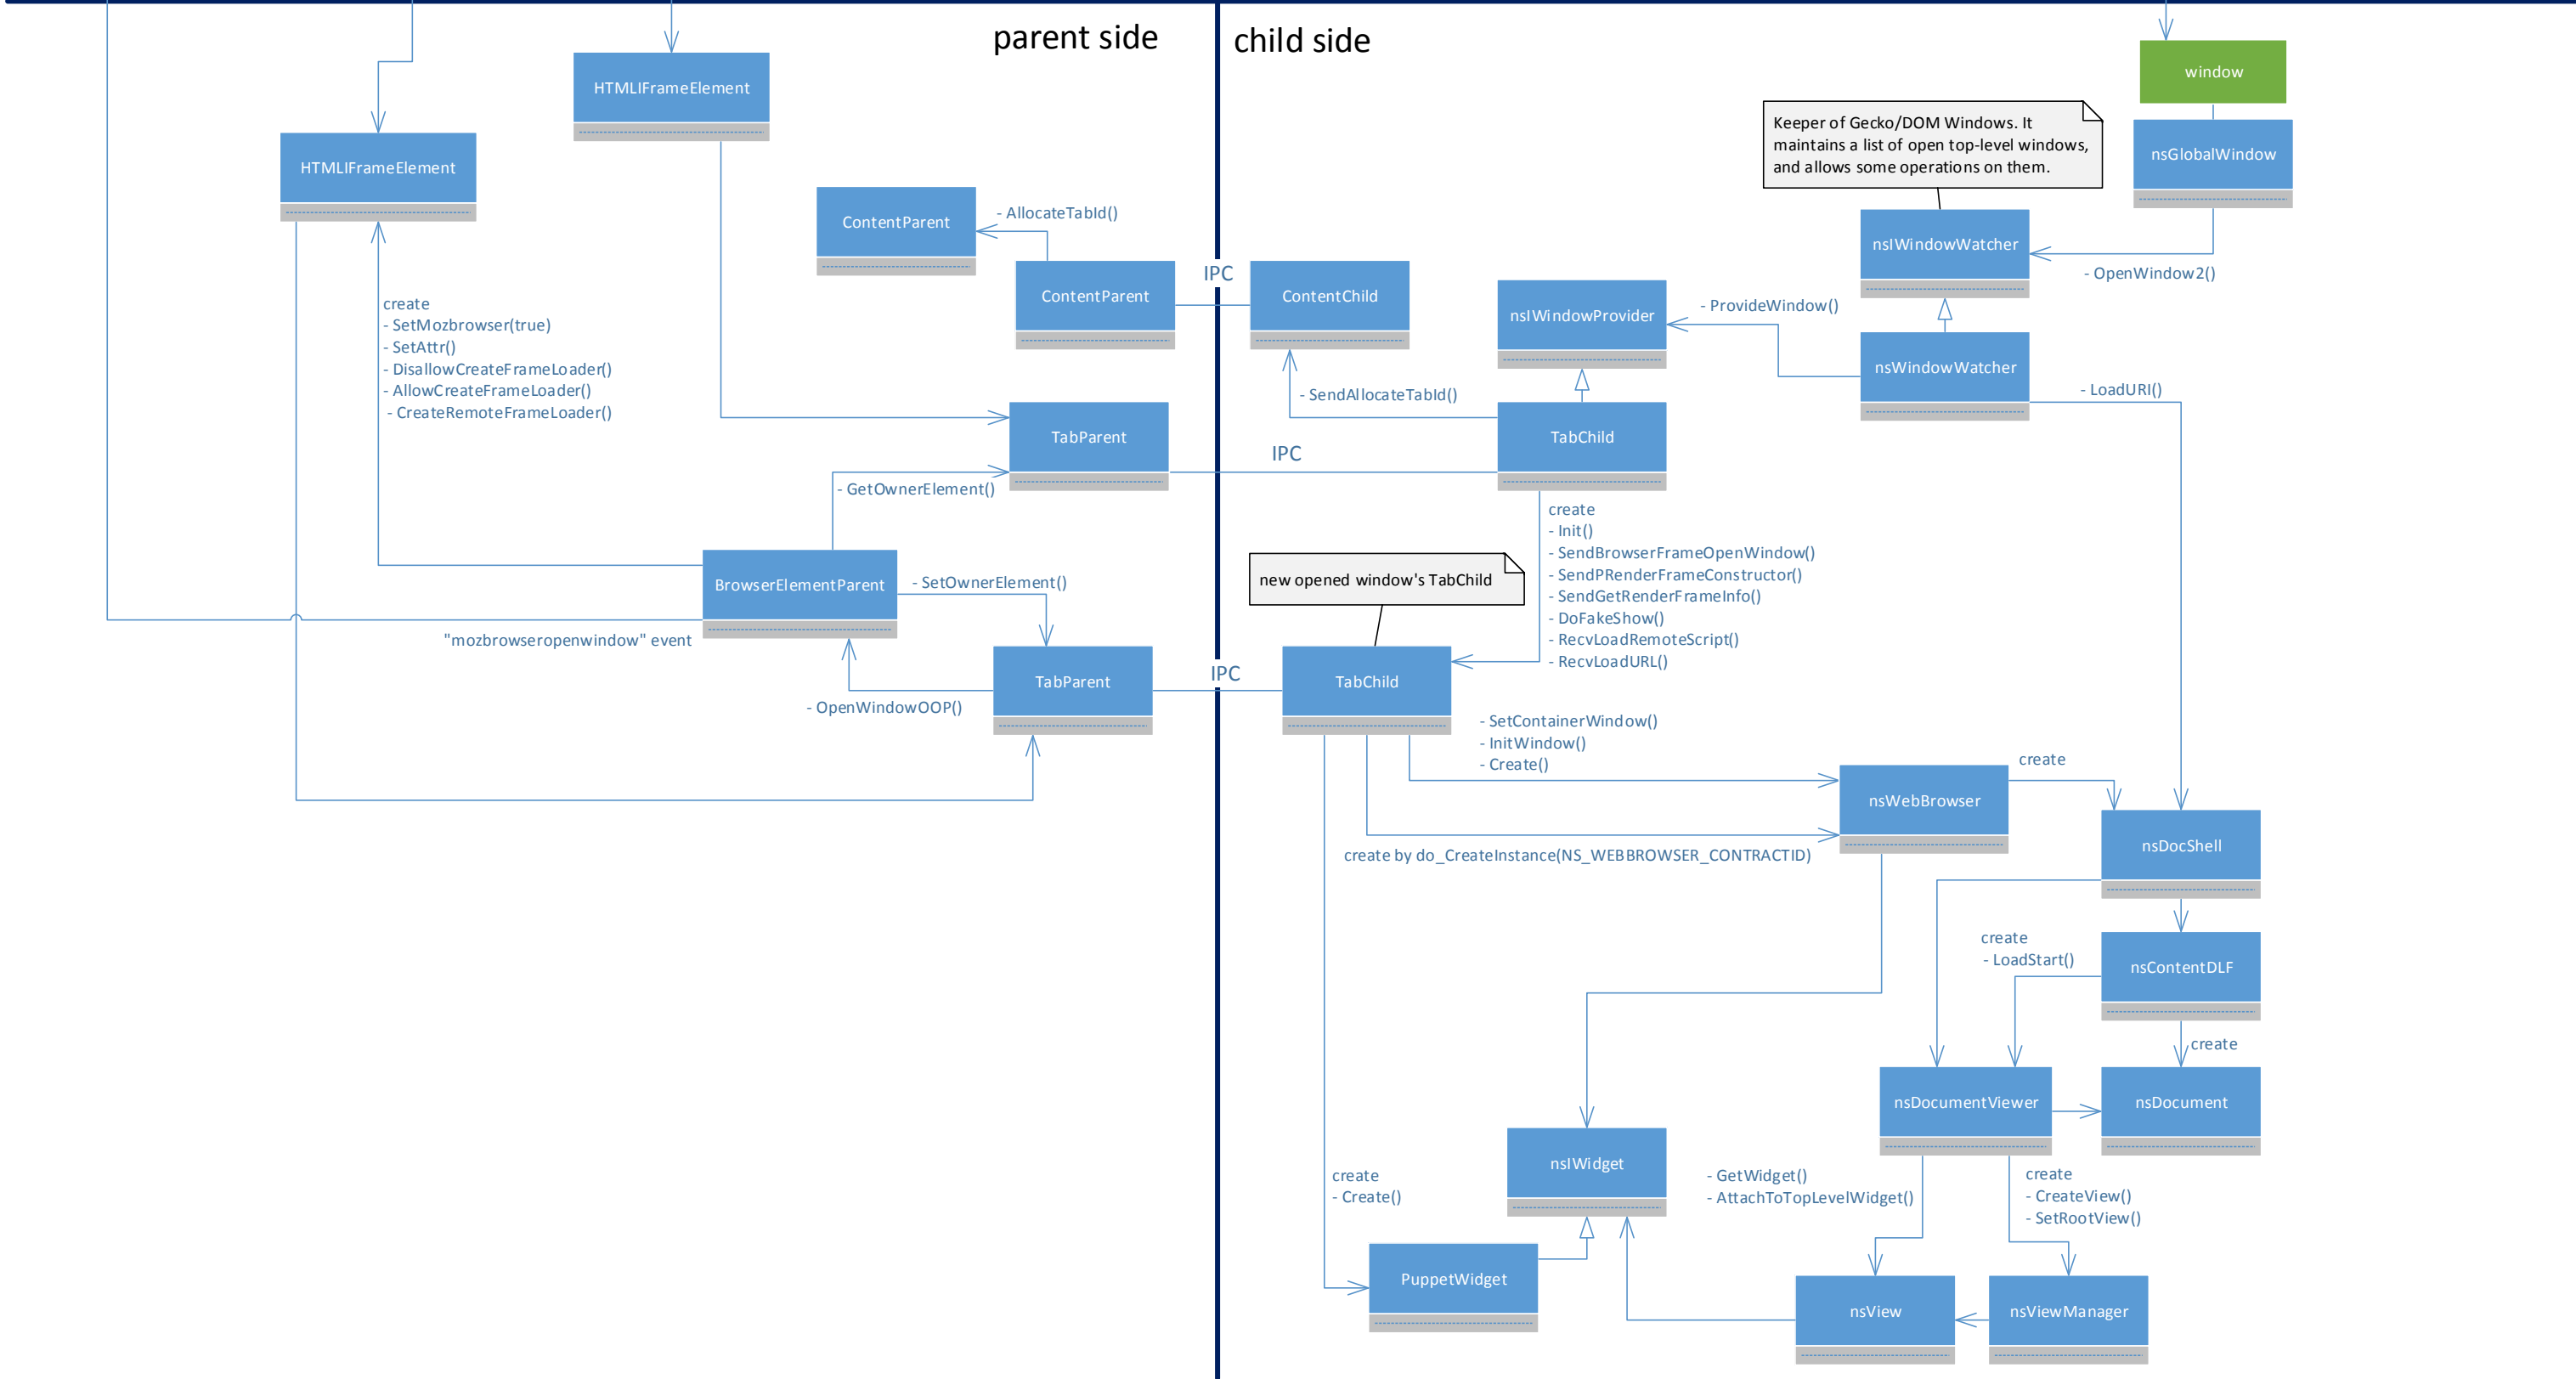 parent side
child side
window
HTMLIFrameElement
Keeper of Gecko/DOM Windows. It
maintains a list of open top-level windows,
and allows some operations on them.
nsGlobalWindow
HTMLIFrameElement
ContentParent
- AllocateTabId()
nsIWindowWatcher
- OpenWindow2()
IPC
ContentParent
ContentChild
nsIWindowProvider
- ProvideWindow()
create
- SetMozbrowser(true)
- SetAttr()
- DisallowCreateFrameLoader()
- AllowCreateFrameLoader()
- CreateRemoteFrameLoader()
nsWindowWatcher
- LoadURI()
- SendAllocateTabId()
TabParent
TabChild
IPC
- GetOwnerElement()
create
- Init()
- SendBrowserFrameOpenWindow()
- SendPRenderFrameConstructor()
- SendGetRenderFrameInfo()
- DoFakeShow()
- RecvLoadRemoteScript()
- RecvLoadURL()
BrowserElementParent
- SetOwnerElement()
new opened window's TabChild
"mozbrowseropenwindow" event
TabParent
IPC
TabChild
- OpenWindowOOP()
- SetContainerWindow()
- InitWindow()
- Create()
create
nsWebBrowser
create by do_CreateInstance(NS_WEBBROWSER_CONTRACTID)
nsDocShell
create
- LoadStart()
nsContentDLF
create
nsDocumentViewer
nsDocument
nsIWidget
create
- Create()
- GetWidget()
- AttachToTopLevelWidget()
create
- CreateView()
- SetRootView()
PuppetWidget
nsView
nsViewManager